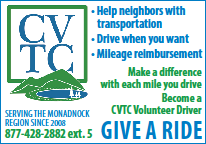 CV
TC
SERVING THE MONADNOCK
REGION SINCE 2008
877-428-2882 ext. 5
• Help neighbors with
transportation
• Drive when you want
• Mileage reimbursement
Make a difference
with each mile you drive
Become a
CVTC Volunteer Driver
GIVE A RIDE